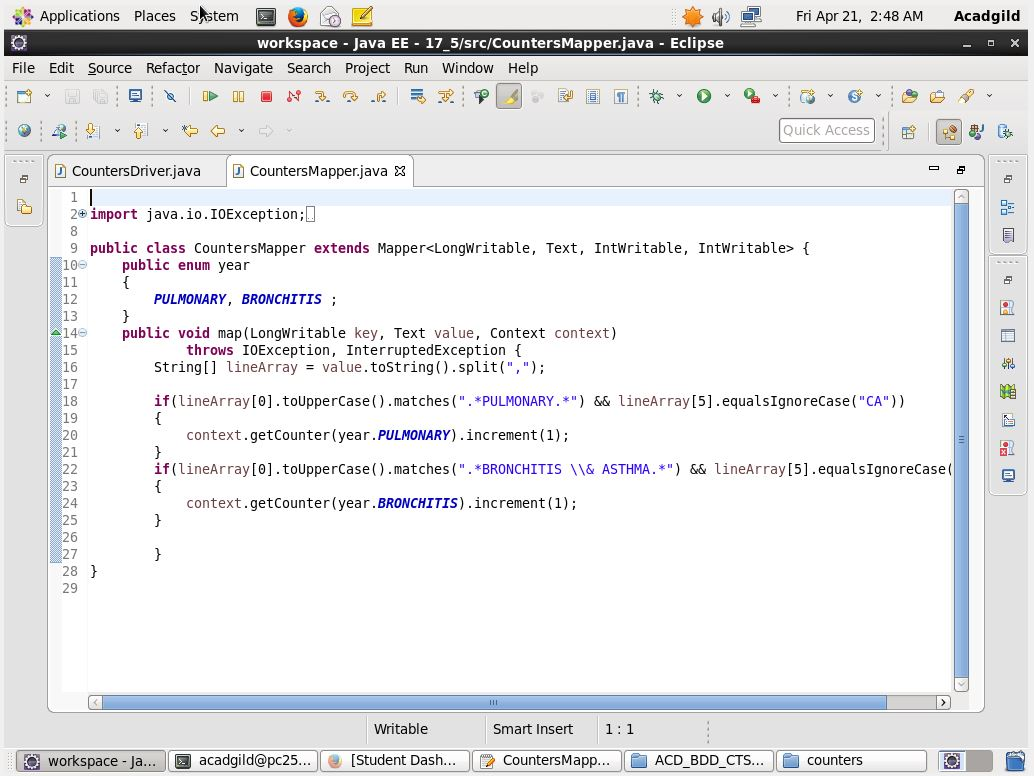 Applications Places System Fri Apr 21, 2:48 AM Acadgild
workspace - Java EE - 17_5/src/CountersMapper.java - Eclipse
File Edit Source Refactor Navigate Search Project Run Window Help
Quick Access
CountersDriver.java CountersMapper.java
1
2 import java.io.IOException;
8
9 public class CountersMapper extends Mapper<LongWritable, Text, IntWritable, IntWritable> {
10 public enum year
11 {
12 PULMONARY, BRONCHITIS ;
13 }
14 public void map(LongWritable key, Text value, Context context)
15 throws IOException, InterruptedException {
16 String[] lineArray = value.toString().split(",");
17
18 if(lineArray[0].toUpperCase().matches(".*PULMONARY.*") && lineArray[5].equalsIgnoreCase("CA"))
19 {
20 context.getCounter(year.PULMONARY).increment(1);
21 }
22 if(lineArray[0].toUpperCase().matches(".*BRONCHITIS \\& ASTHMA.*") && lineArray[5].equalsIgnoreCase(
23 {
24 context.getCounter(year.BRONCHITIS).increment(1);
25 }
26
27 }
28 }
29
Writable Smart Insert 1 : 1
workspace - Ja... acadgild@pc25... [Student Dash... CountersMapp... ACD_BDD_CTS... counters